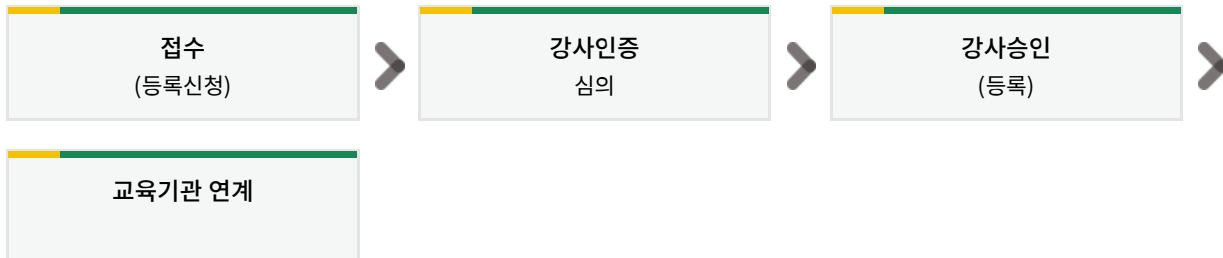 접수
(등록신청)
강사인증
심의
강사승인
(등록)
교육기관 연계